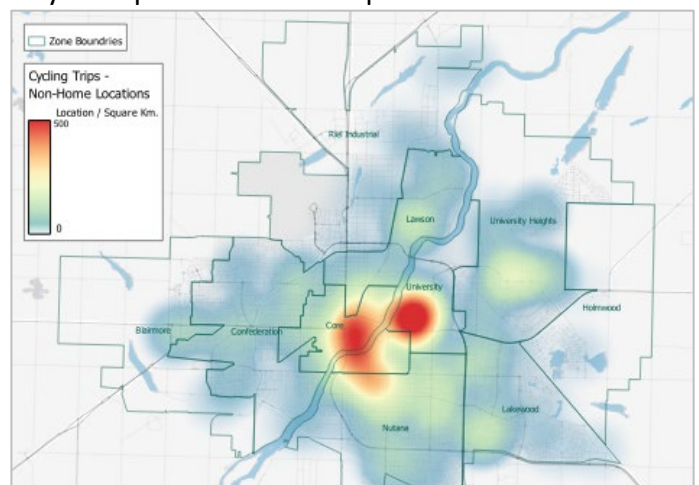 Zone Boundries
Cycling Trips -
Non-Home Locations
Location / Square Km.
500
0
Riel Industrial
Lawson
University Heights
University
Holmwood
Core
Blairmore
Confederation
Lakewood
Nutana